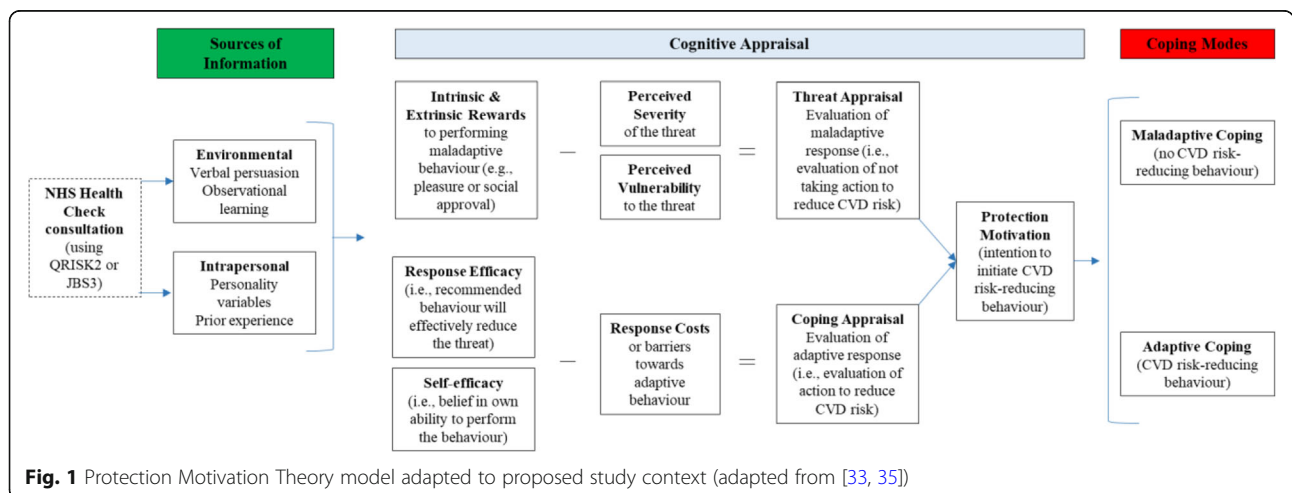 Sources of
Information
Cognitive Appraisal
Coping Modes
NHS Health
Check
consultation
(using
QRISK2 or
JBS3)
Environmental
Verbal persuasion
Observational
learning
Intrapersonal
Personality
variables
Prior experience
Intrinsic &
Extrinsic Rewards
to performing
maladaptive
behaviour (e.g.,
pleasure or social
approval)
−
Perceived
Severity
of the threat
Perceived
Vulnerability
to the threat
=
Threat Appraisal
Evaluation of
maladaptive
response (i.e.,
evaluation of not
taking action to
reduce CVD risk)
Response Efficacy
(i.e., recommended
behaviour will
effectively reduce
the threat)
Self-efficacy
(i.e., belief in own
ability to perform
the behaviour)
−
Response Costs
or barriers
towards
adaptive
behaviour
=
Coping Appraisal
Evaluation of
adaptive response
(i.e., evaluation of
action to reduce
CVD risk)
Protection
Motivation
(intention to
initiate CVD
risk-reducing
behaviour)
Maladaptive Coping
(no CVD risk-
reducing behaviour)
Adaptive Coping
(CVD risk-reducing
behaviour)
Fig. 1 Protection Motivation Theory model adapted to proposed study context (adapted from [33, 35])